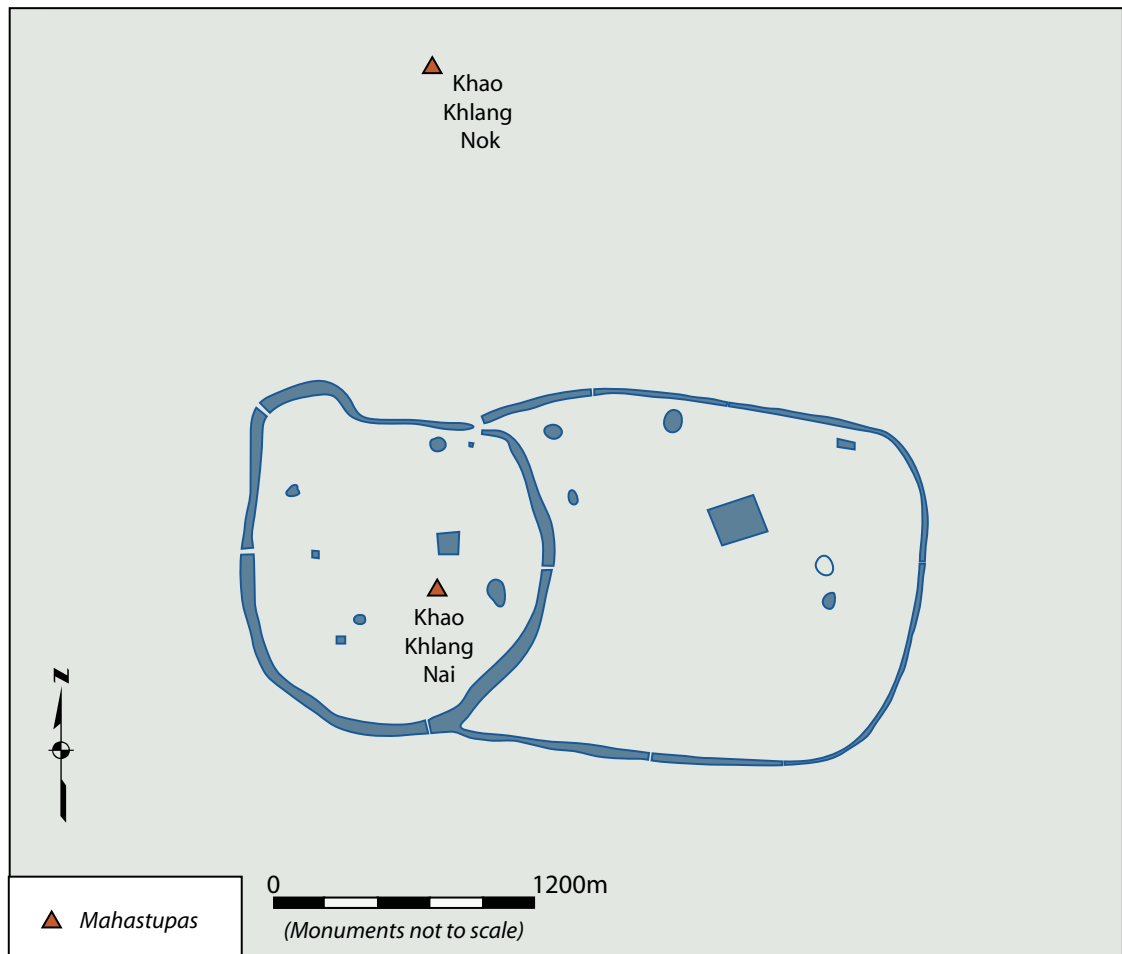 Khao
Khlang
Nok
Khao
Khlang
Nai
N
0 1200m
(Monuments not to scale)
Mahastupas